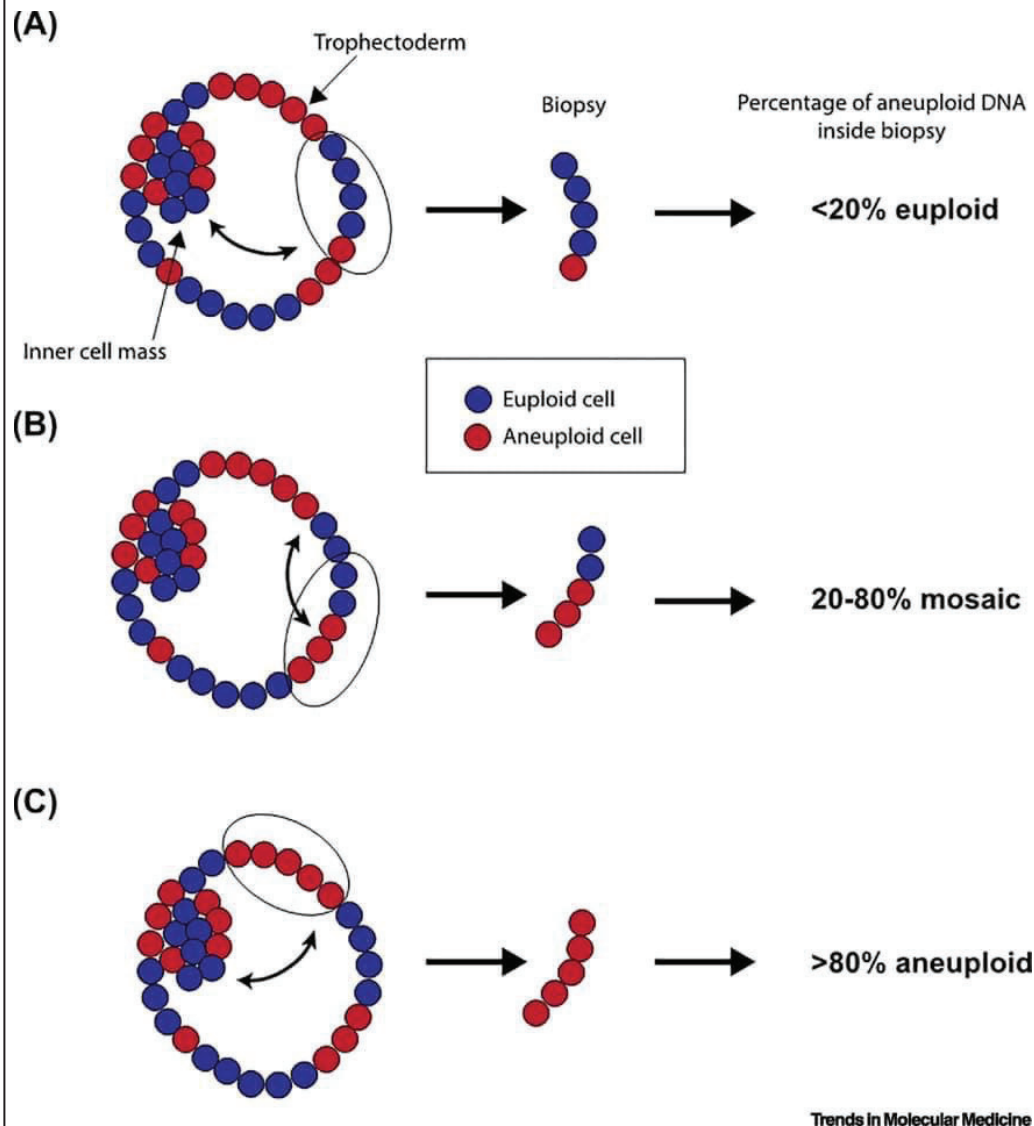 (A)
Trophectoderm
Biopsy
Percentage of aneuploid DNA
inside biopsy
<20% euploid
Inner cell mass
Euploid cell
Aneuploid cell
(B)
20-80% mosaic
(C)
>80% aneuploid
Trends in Molecular Medicine